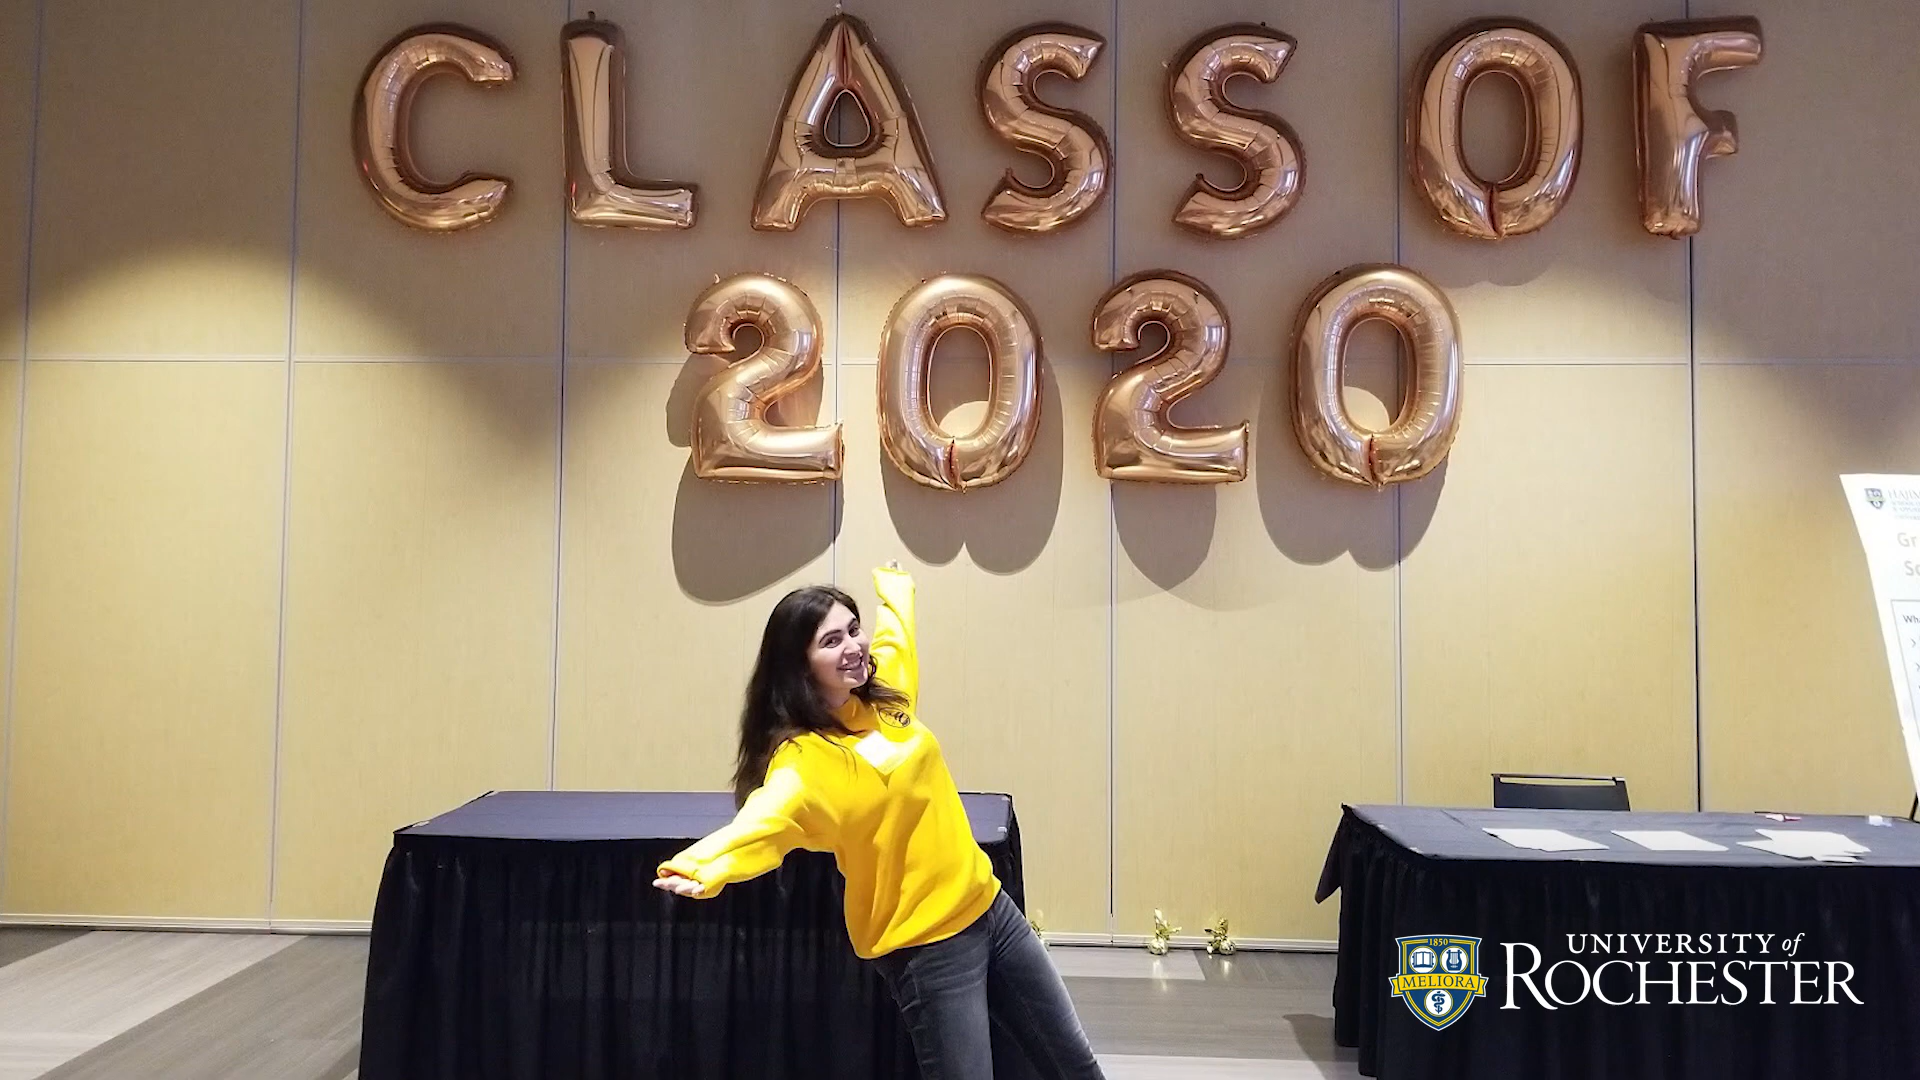 CLASS OF
2020
1850
MELIORA
UNIVERSITY of
ROCHESTER